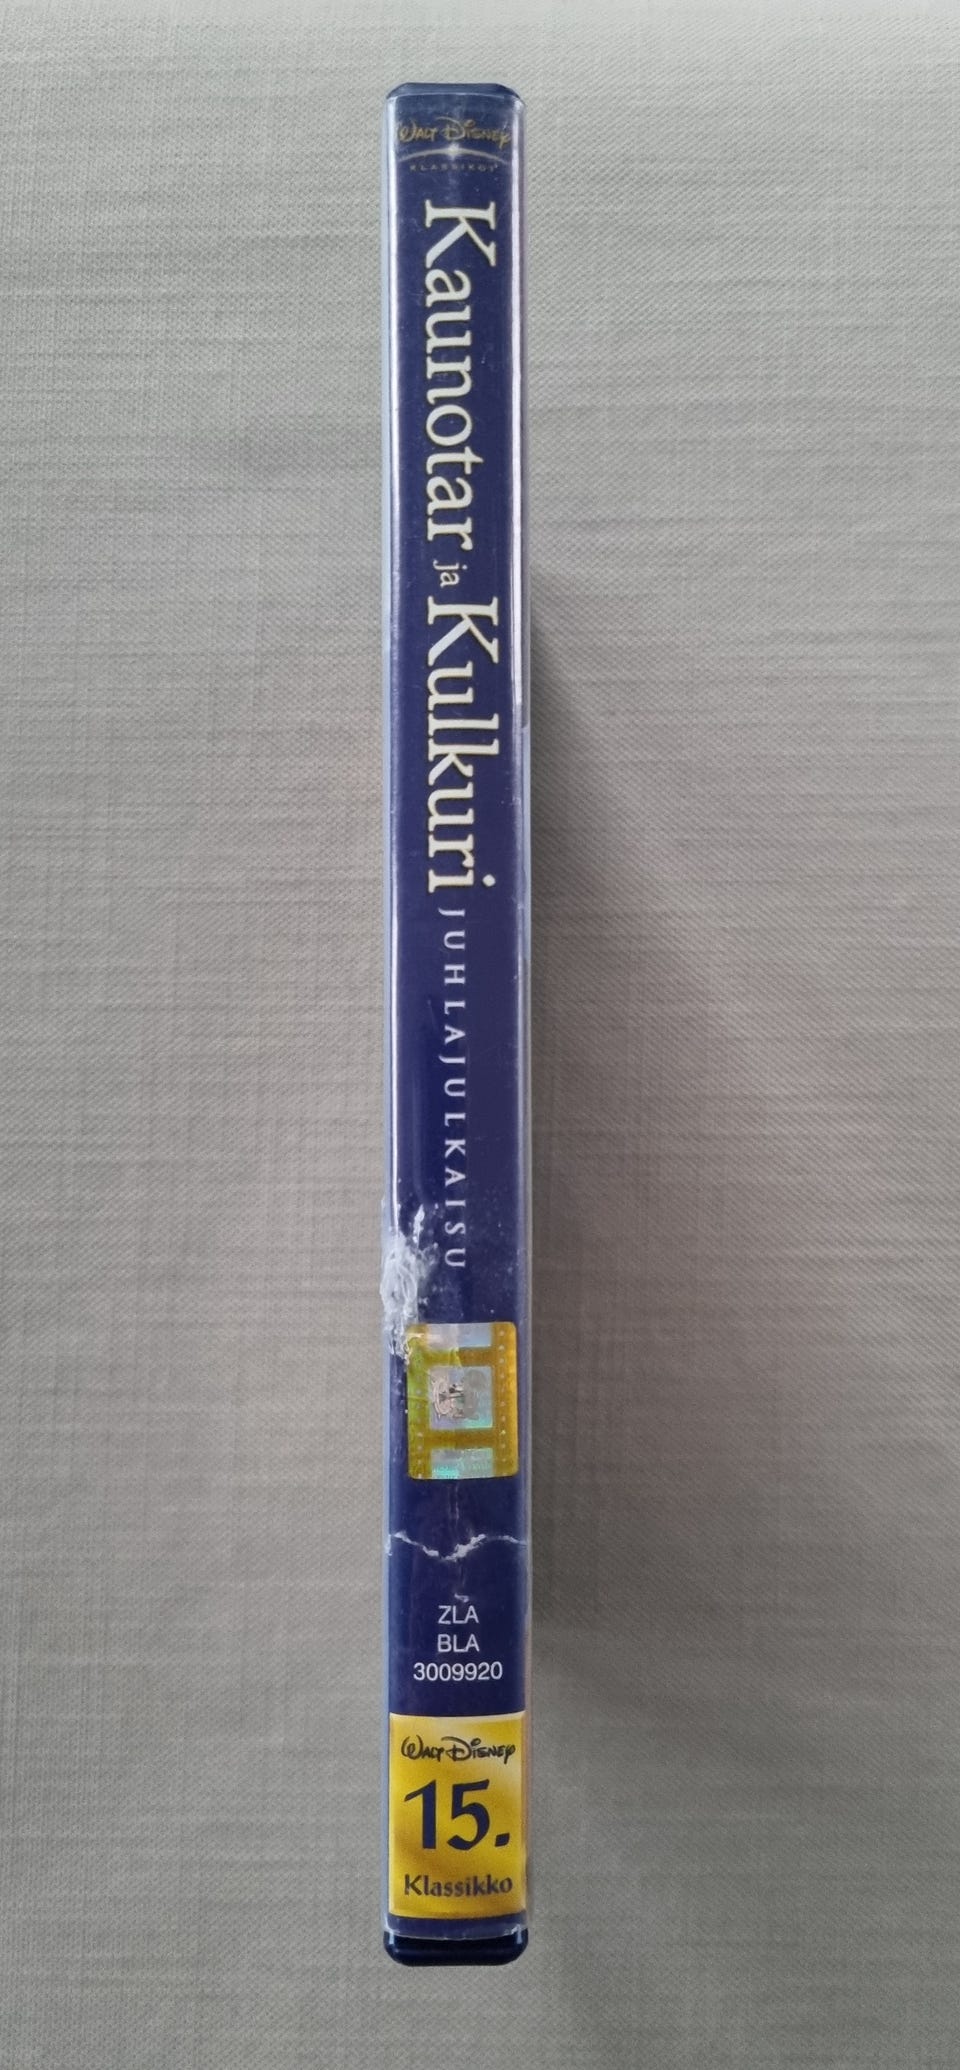 WALT DISNEY
KLASSIKOT
Kaunotar ja Kulkuri JUHLAJULKAISU
ZLA
BLA
3009920
WALT DISNEY
15.
Klassikko